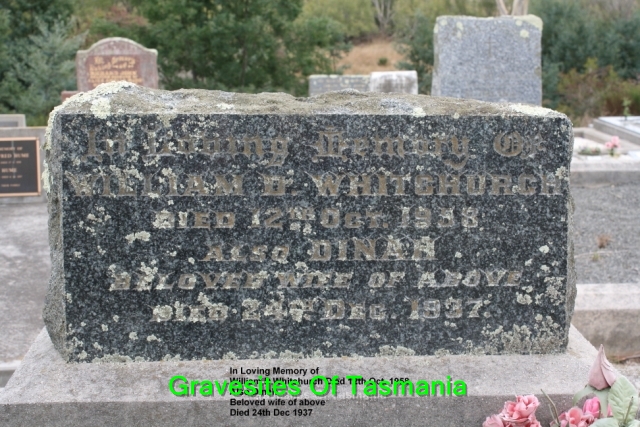 In Loving Memory Of
WILLIAM D. WHITCHURCH
DIED 12TH OCT. 1958
ALSO DINAH
BELOVED WIFE OF ABOVE
DIED 24TH DEC. 1937.
In Loving Memory of
Gravesites Of Tasmania
Beloved wife of above
Died 24th Dec 1937